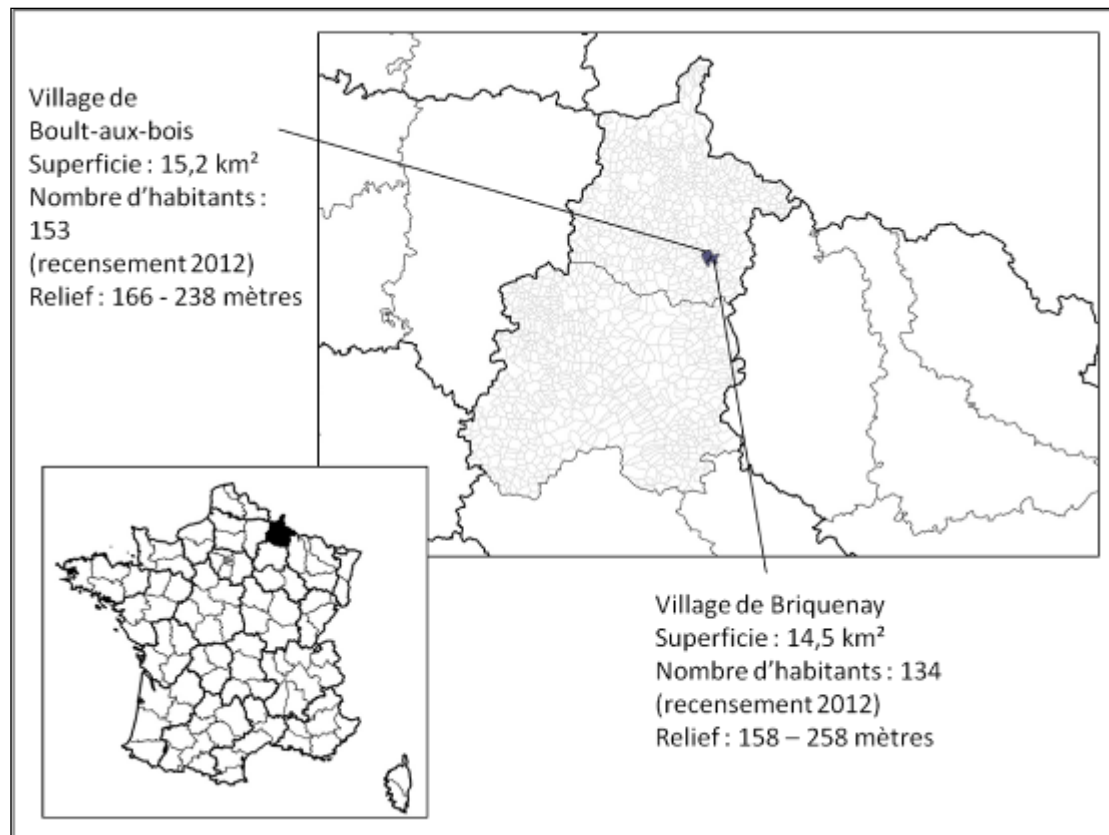 Village de
Boult-aux-bois
Superficie : 15,2 km²
Nombre d'habitants :
153
(recensement 2012)
Relief : 166 - 238 mètres
Village de Briquenay
Superficie : 14,5 km²
Nombre d'habitants : 134
(recensement 2012)
Relief : 158 – 258 mètres